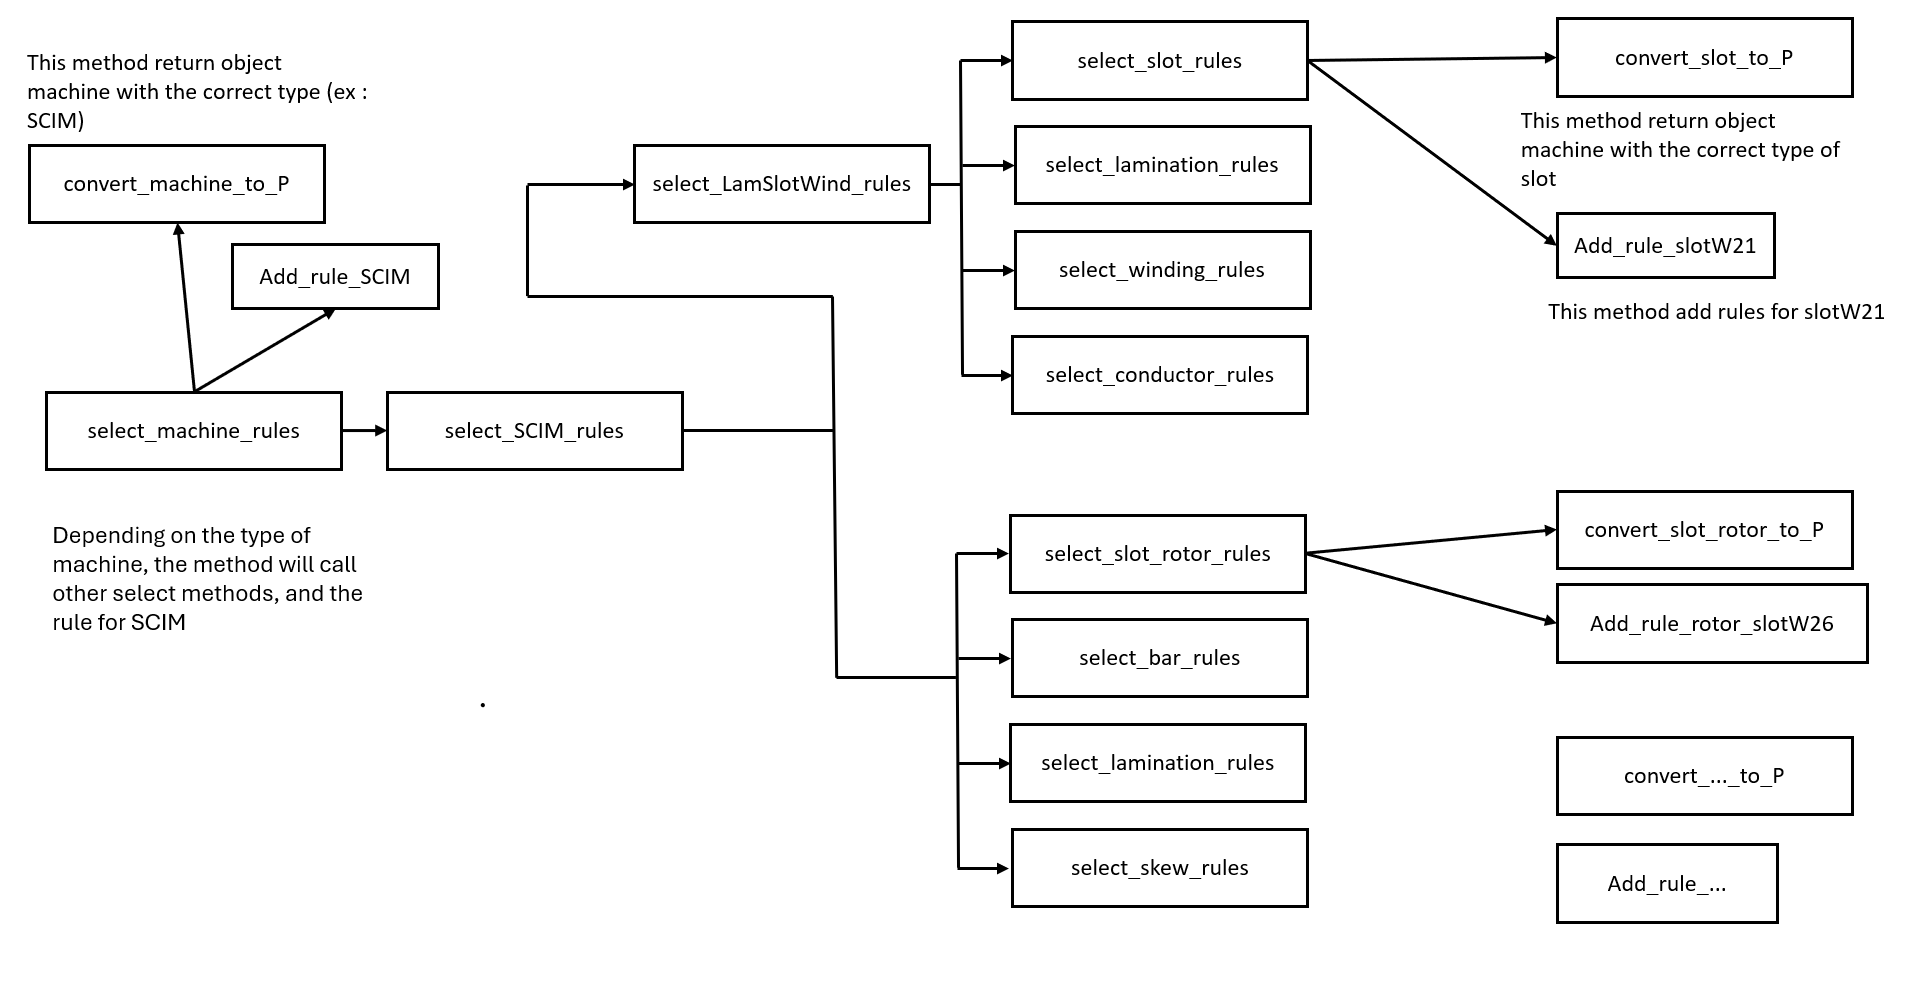 This method return object
machine with the correct type (ex :
SCIM)
convert_machine_to_P
Add_rule_SCIM
select_machine_rules
select_SCIM_rules
Depending on the type of
machine, the method will call
other select methods, and the
rule for SCIM
.
select_LamSlotWind_rules
select_slot_rules
select_lamination_rules
select_winding_rules
select_conductor_rules
convert_slot_to_P
This method return object
machine with the correct type of
slot
Add_rule_slotW21
This method add rules for slotW21
select_slot_rotor_rules
select_bar_rules
select_lamination_rules
select_skew_rules
convert_slot_rotor_to_P
Add_rule_rotor_slotW26
convert_..._to_P
Add_rule_...